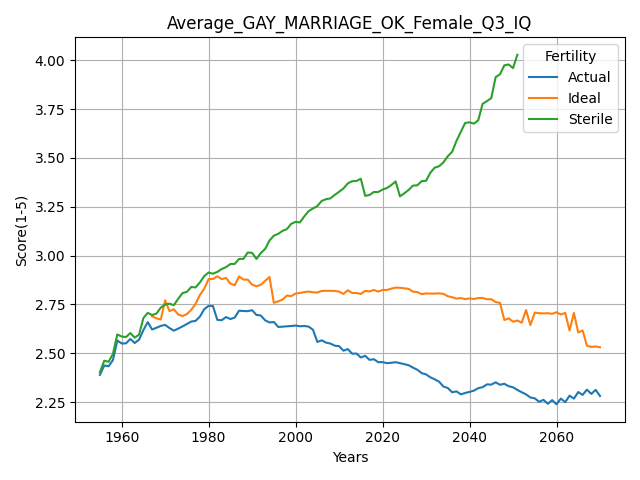 Average_GAY_MARRIAGE_OK_Female_Q3_IQ
Fertility
Actual
Ideal
Sterile
Score(1-5)
4.00
3.75
3.50
3.25
3.00
2.75
2.50
2.25
1960 1980 2000 2020 2040 2060
Years